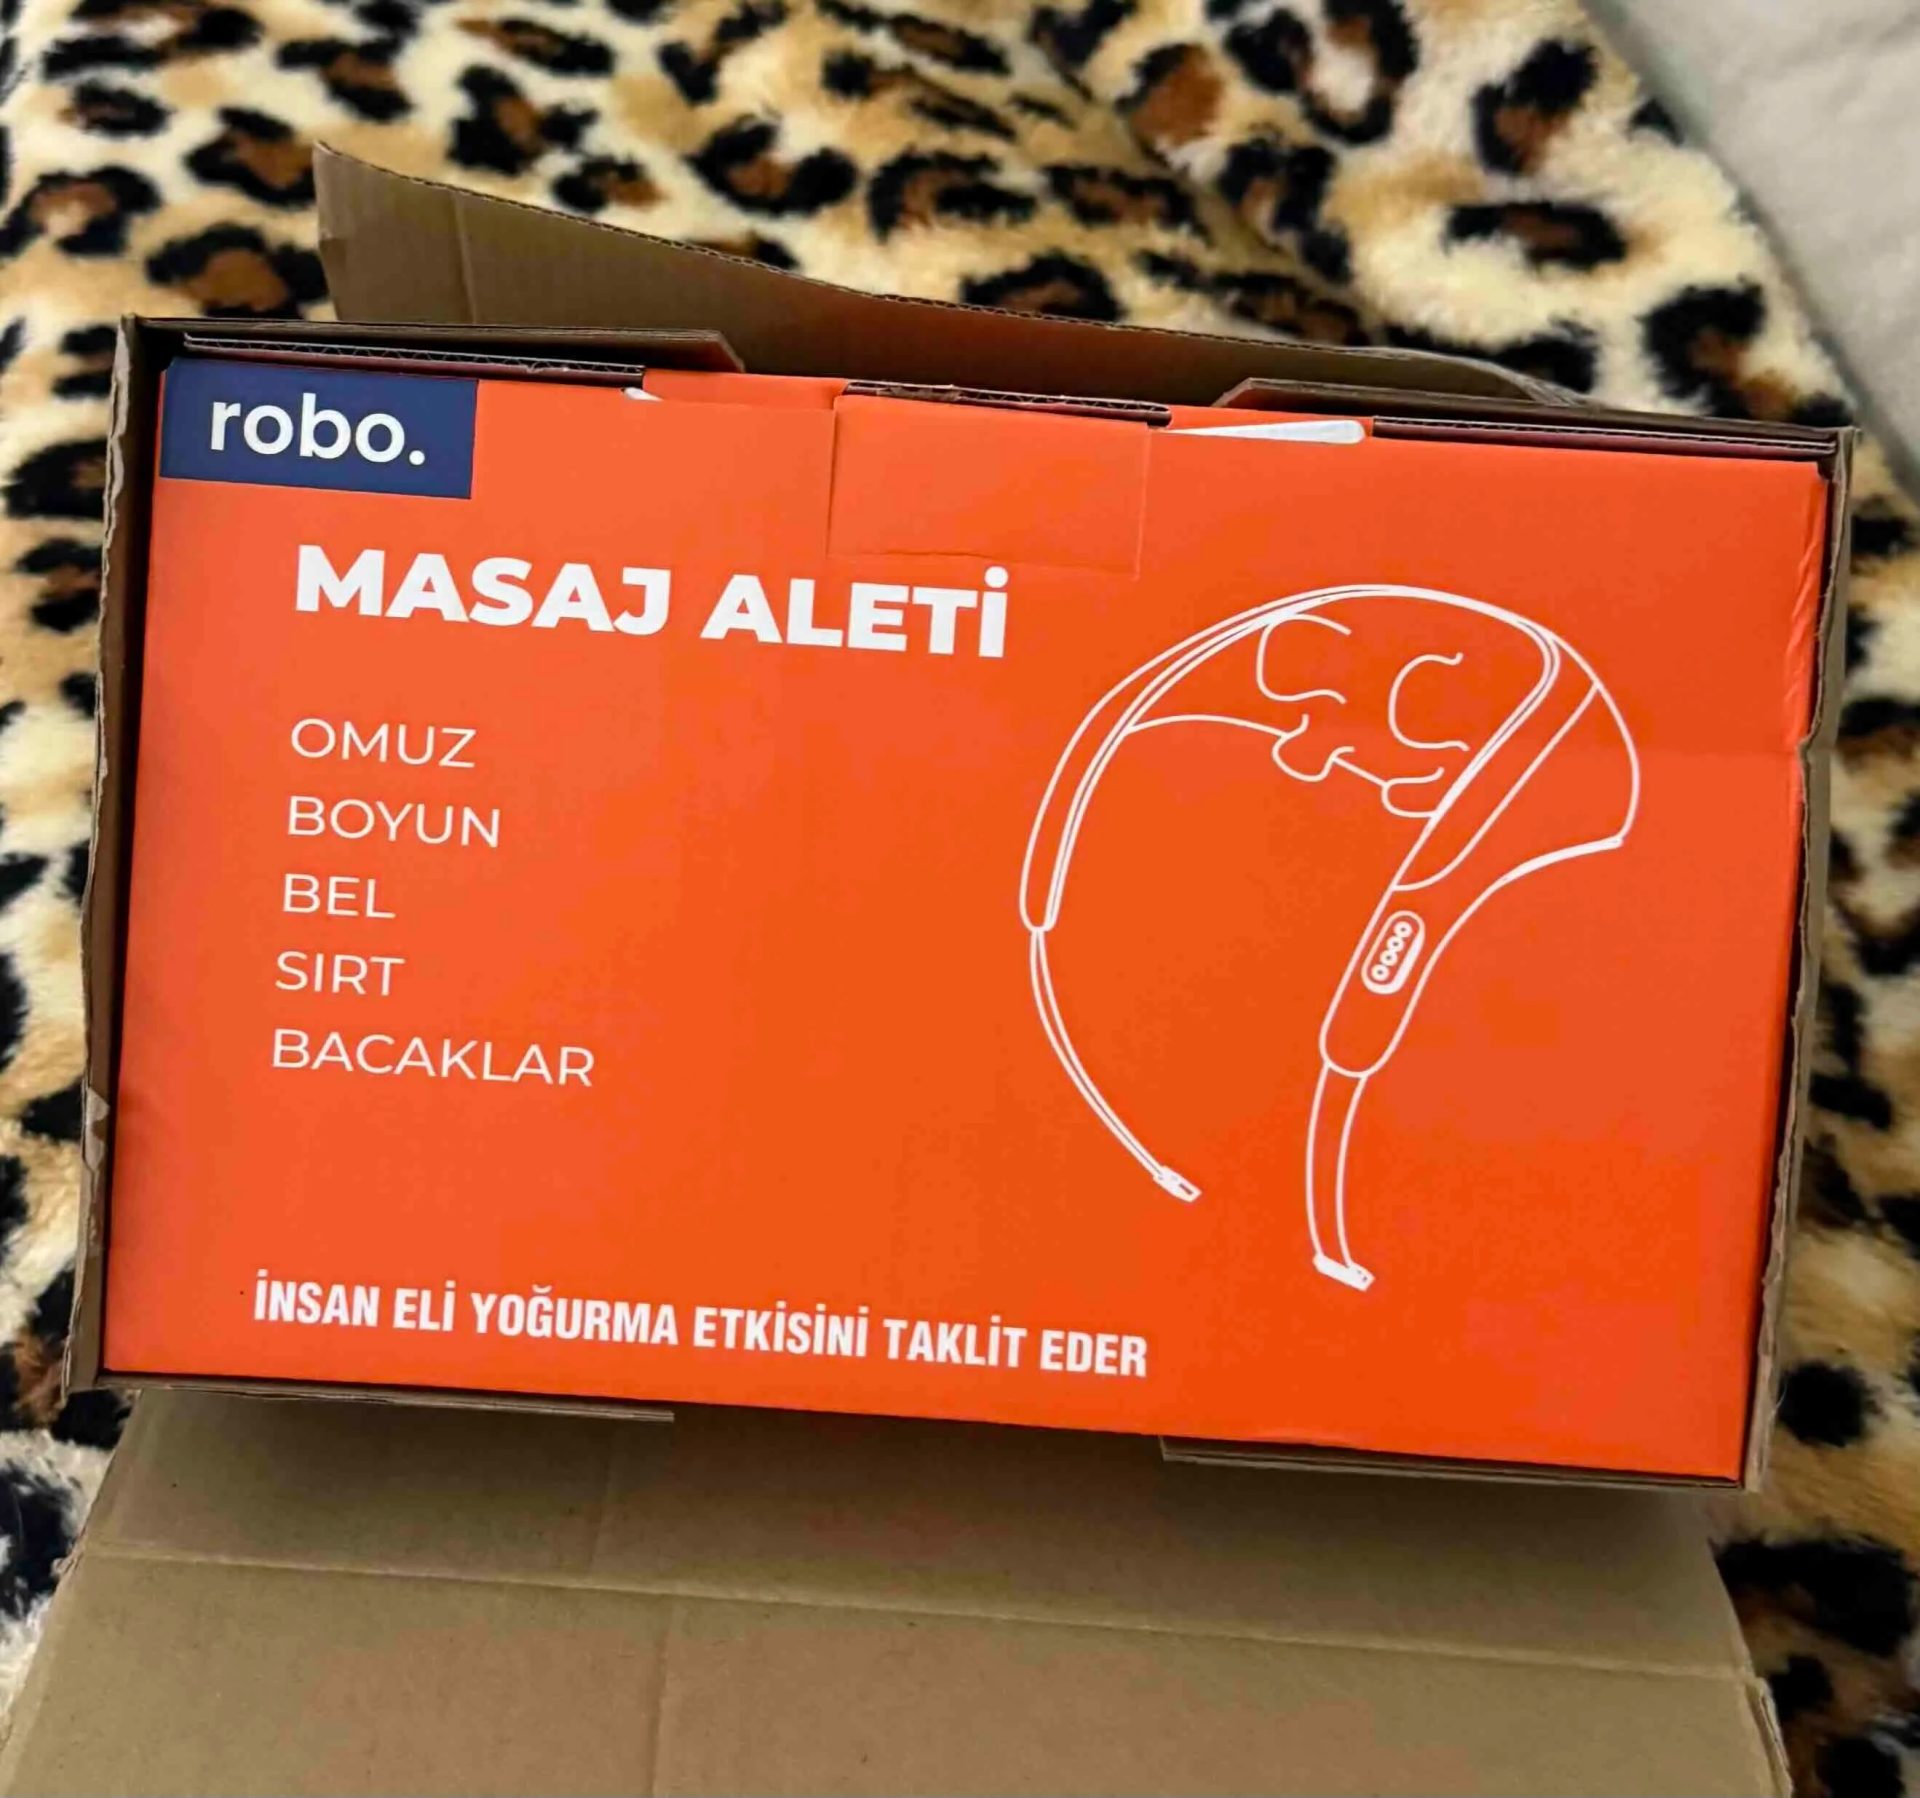 robo.
MASAJ ALETİ
OMUZ
BOYUN
BEL
SIRT
BACAKLAR
İNSAN ELİ YOĞURMA ETKİSİNİ TAKLİT EDER